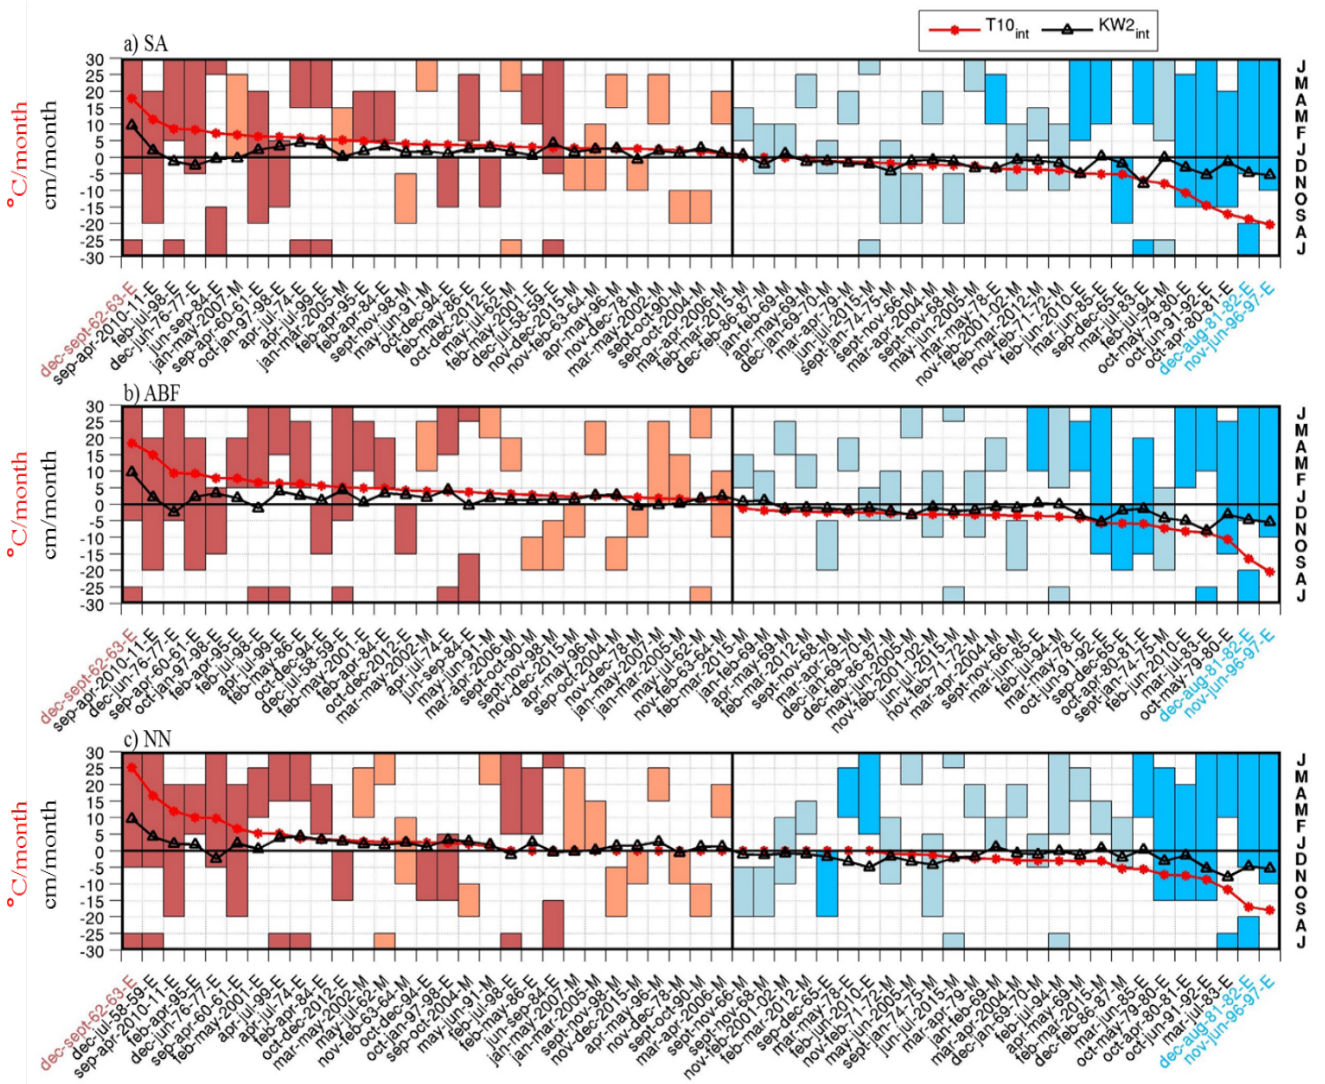 T10int KW2int
a) SA
30
25
20
15
10
5
0
-5
-10
-15
-20
-25
-30
°C/month
cm/month
J
M
A
M
F
J
D
N
O
S
A
J
dec-sept-62-63-E
sep-apr-2010-11-E
feb-jul-98-E
dec-jun-76-77-E
jun-sep-84-E
jan-may-2007-M
sep-apr-60-61-E
oct-jan-97-98-E
apr-jul-74-E
apr-jul-99-E
jan-mar-2005-M
feb-apr-95-E
feb-apr-84-E
sept-nov-98-M
may-jun-91-M
oct-dec-94-E
feb-may-86-E
oct-dec-2012-E
feb-may-2001-E
dec-jul-58-59-E
nov-dec-2015-M
nov-feb-63-64-M
apr-may-96-M
nov-dec-78-M
mar-may-2002-M
sept-oct-90-M
sep-oct-2004-M
mar-apr-2006-M
feb-mar-2015-M
dec-feb-86-87-M
jan-feb-69-M
apr-may-69-M
dec-jan-69-70-M
mar-apr-79-M
jun-jul-2015-M
sept-jan-74-75-M
sept-nov-66-M
mar-apr-2004-M
sept-nov-68-M
may-jun-2005-M
mar-may-78-E
nov-feb-2001-02-M
feb-mar-2012-M
nov-feb-71-72-M
feb-jun-2010-E
mar-jun-85-E
sep-dec-65-E
mar-jul-83-E
feb-jul-94-M
oct-may-79-80-E
oct-jun-91-92-E
oct-apr-80-81-E
dec-aug-81-82-E
nov-jun-96-97-E
b) ABF
30
25
20
15
10
5
0
-5
-10
-15
-20
-25
-30
°C/month
cm/month
J
M
A
M
F
J
D
N
O
S
A
J
dec-sept-62-63-E
sep-apr-2010-11-E
dec-jun-76-77-E
sep-apr-60-61-E
oct-jan-97-98-E
feb-apr-95-E
feb-jul-98-E
apr-jul-99-E
feb-may-86-E
oct-dec-94-E
dec-jul-58-59-E
feb-may-2001-E
feb-apr-84-E
oct-dec-2012-E
mar-may-2002-M
apr-jul-74-E
jun-sep-84-E
may-jun-91-M
mar-apr-2006-M
sept-oct-90-M
sept-nov-98-M
nov-dec-2015-M
apr-may-96-M
sep-oct-2004-M
nov-dec-78-M
jan-may-2007-M
jan-mar-2005-M
may-jul-62-M
nov-feb-63-64-M
feb-mar-2015-M
jan-feb-69-M
apr-may-69-M
feb-mar-2012-M
sept-nov-68-M
mar-apr-79-M
dec-jan-69-70-M
dec-feb-86-87-M
may-jun-2005-M
nov-feb-2001-02-M
jun-jul-2015-M
nov-feb-71-72-M
mar-apr-2004-M
sept-nov-66-M
mar-jun-85-E
feb-jul-94-M
mar-may-78-E
oct-jun-91-92-E
sep-dec-65-E
oct-apr-80-81-E
sept-jan-74-75-M
feb-jun-2010-E
mar-jul-83-E
oct-may-79-80-E
dec-aug-81-82-E
nov-jun-96-97-E
c) NN
30
25
20
15
10
5
0
-5
-10
-15
-20
-25
-30
°C/month
cm/month
J
M
A
M
F
J
D
N
O
S
A
J
dec-sept-62-63-E
dec-jul-58-59-E
sep-apr-2010-11-E
feb-apr-95-E
dec-jun-76-77-E
sep-apr-60-61-E
feb-may-2001-E
apr-jul-99-E
apr-jul-74-E
feb-apr-84-E
oct-dec-2012-E
mar-may-2002-M
may-jul-62-M
nov-feb-63-64-M
oct-dec-94-E
oct-jan-97-98-E
sep-oct-2004-M
may-jun-91-M
feb-jul-98-E
feb-may-86-E
jun-sep-84-E
jan-may-2007-M
jan-mar-2005-M
sept-nov-98-M
nov-dec-2015-M
apr-may-96-M
nov-dec-78-M
sept-oct-90-M
mar-apr-2006-M
sept-nov-66-M
sept-nov-68-M
nov-feb-2001-02-M
feb-mar-2012-M
sep-dec-65-E
mar-may-78-E
feb-jun-2010-E
nov-feb-71-72-M
sept-jan-74-75-M
jun-jul-2015-M
mar-apr-79-M
jan-feb-69-M
mar-apr-2004-M
dec-jan-69-70-M
feb-jul-94-M
apr-may-69-M
feb-mar-2015-M
dec-feb-86-87-M
mar-jun-85-E
oct-may-79-80-E
oct-apr-80-81-E
oct-jun-91-92-E
mar-jul-83-E
dec-aug-81-82-E
nov-jun-96-97-E